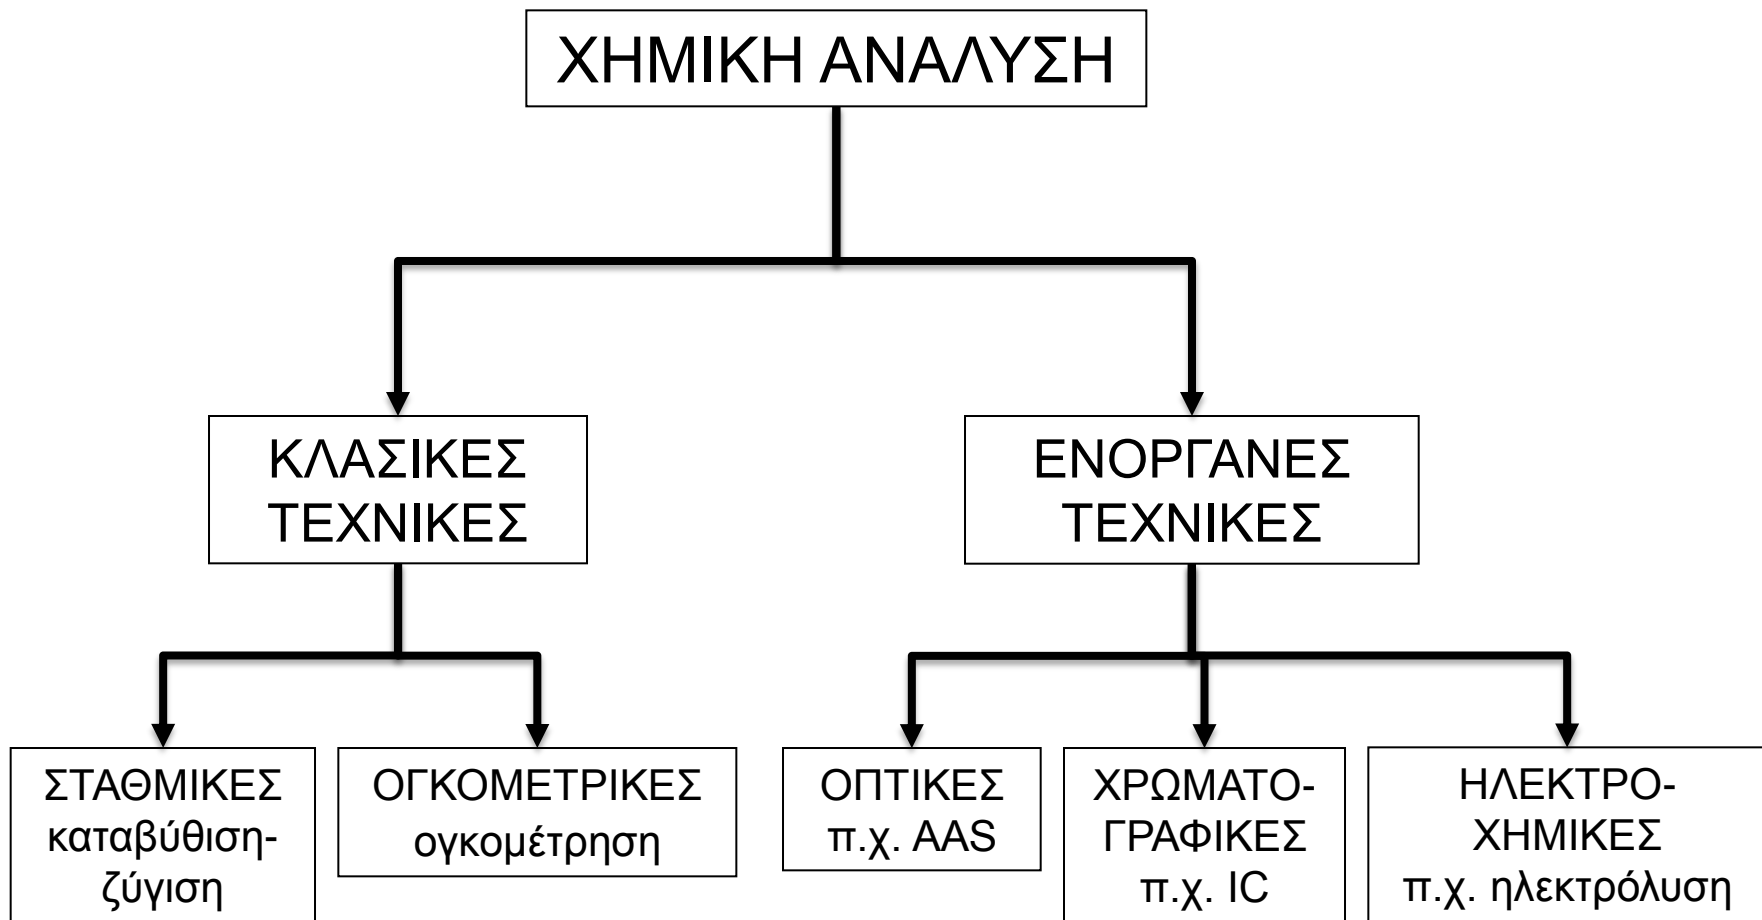 ΧΗΜΙΚΗ ΑΝΑΛΥΣΗ
ΚΛΑΣΙΚΕΣ
ΤΕΧΝΙΚΕΣ
ΕΝΟΡΓΑΝΕΣ
ΤΕΧΝΙΚΕΣ
ΣΤΑΘΜΙΚΕΣ
καταβύθιση-
ζύγιση
ΟΓΚΟΜΕΤΡΙΚΕΣ
ογκομέτρηση
ΟΠΤΙΚΕΣ
π.χ. AAS
ΧΡΩΜΑΤΟ-
ΓΡΑΦΙΚΕΣ
π.χ. IC
ΗΛΕΚΤΡΟ-
ΧΗΜΙΚΕΣ
π.χ. ηλεκτρόλυση